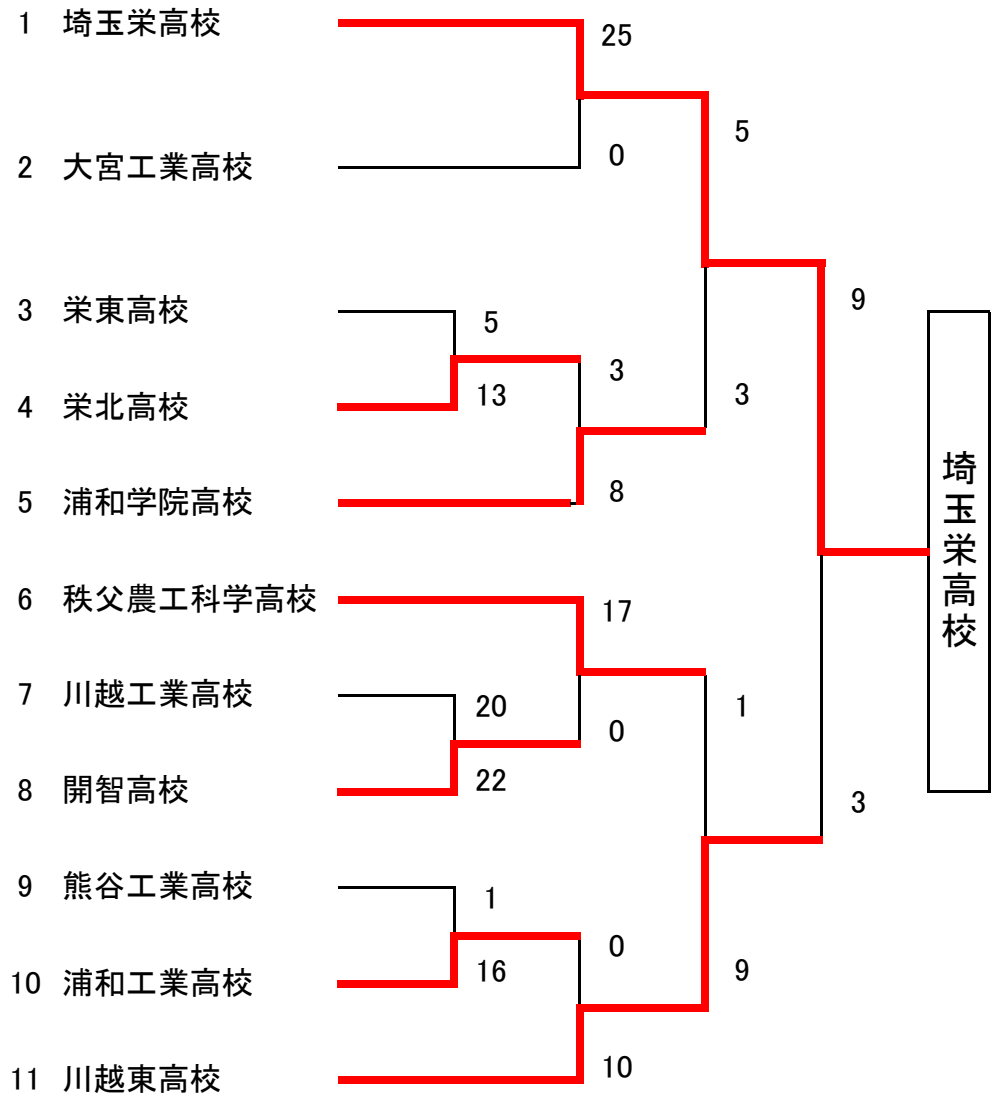 1 埼玉栄高校
25
5
2 大宮工業高校
0
9
3 栄東高校
5
3
4 栄北高校
13
3
5 浦和学院高校
8
埼玉栄高校
6 秩父農工科学高校
17
7 川越工業高校
20
1
0
8 開智高校
22
3
9 熊谷工業高校
1
0
10 浦和工業高校
16
9
11 川越東高校
10